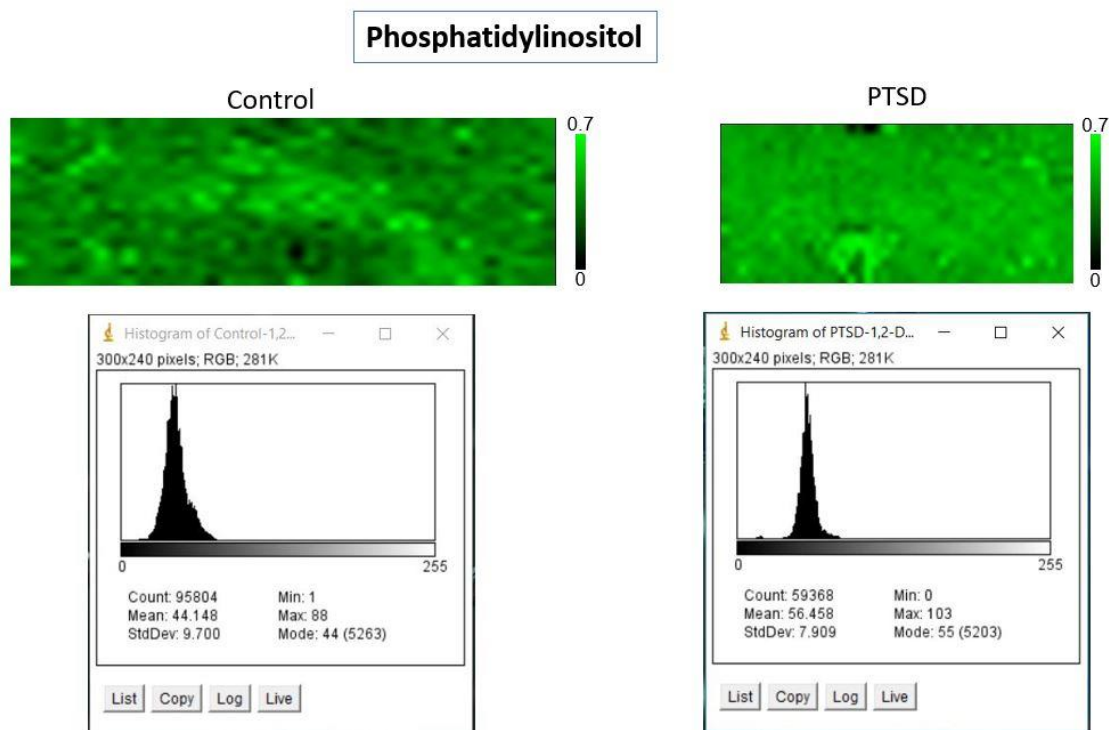 Phosphatidylinositol
Control
0.7
0
Histogram of Control-1,2...
300x240 pixels; RGB; 281K
0
255
Count: 95804
Min: 1
Mean: 44.148
Max: 88
StdDev: 9.700
Mode: 44 (5263)
List
Copy
Log
Live
PTSD
0.7
0
Histogram of PTSD-1,2-D...
300x240 pixels; RGB; 281K
0
255
Count: 59368
Min: 0
Mean: 56.458
Max: 103
StdDev: 7.909
Mode: 55 (5203)
List
Copy
Log
Live